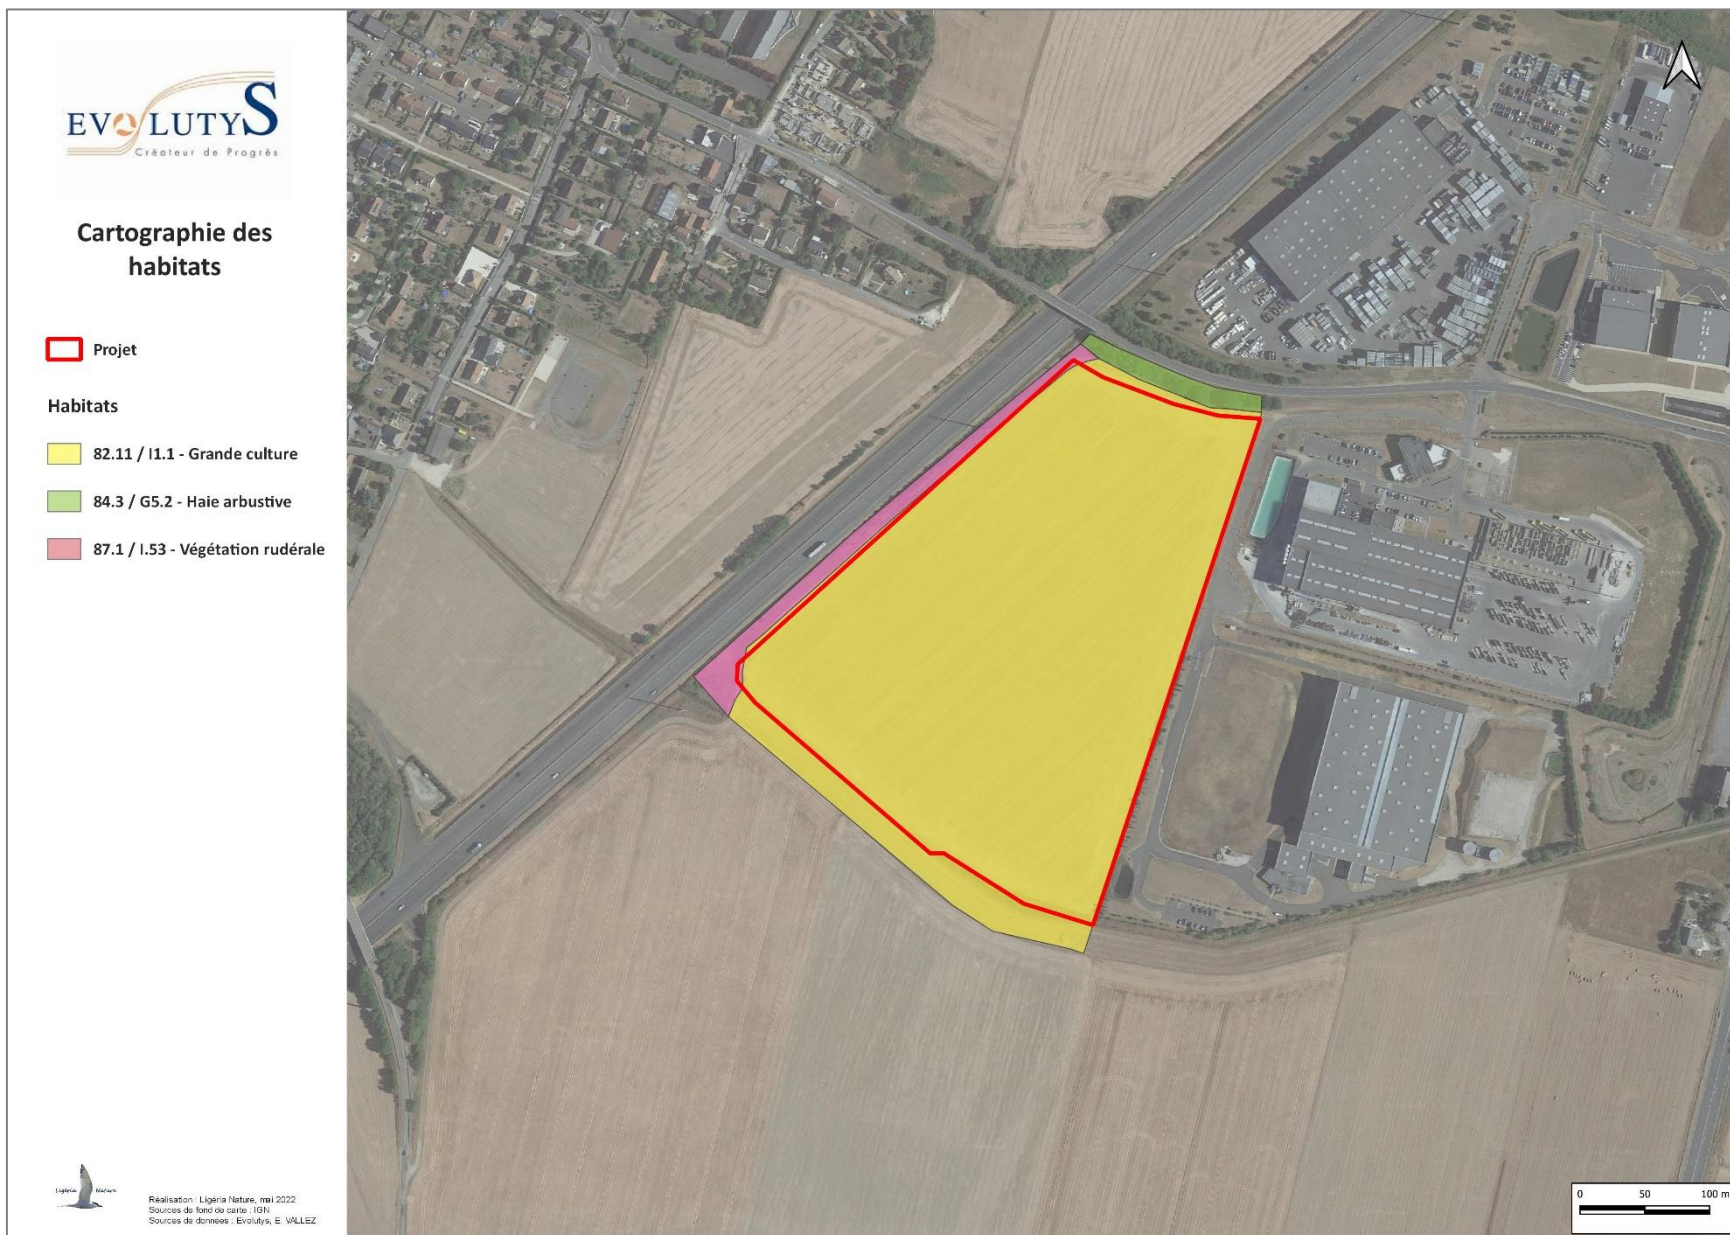 EVOLUTYS
Créateur de Progrès
Cartographie des
habitats
Projet
Habitats
82.11 / I1.1 - Grande culture
84.3 / G5.2 - Haie arbustive
87.1 / I.53 - Végétation rudérale
Ligéria Nature
Réalisation : Ligéria Nature, mai 2022
Sources de fond de carte : IGN
Sources de données : Evolutys, E. VALLEZ
0 50 100 m